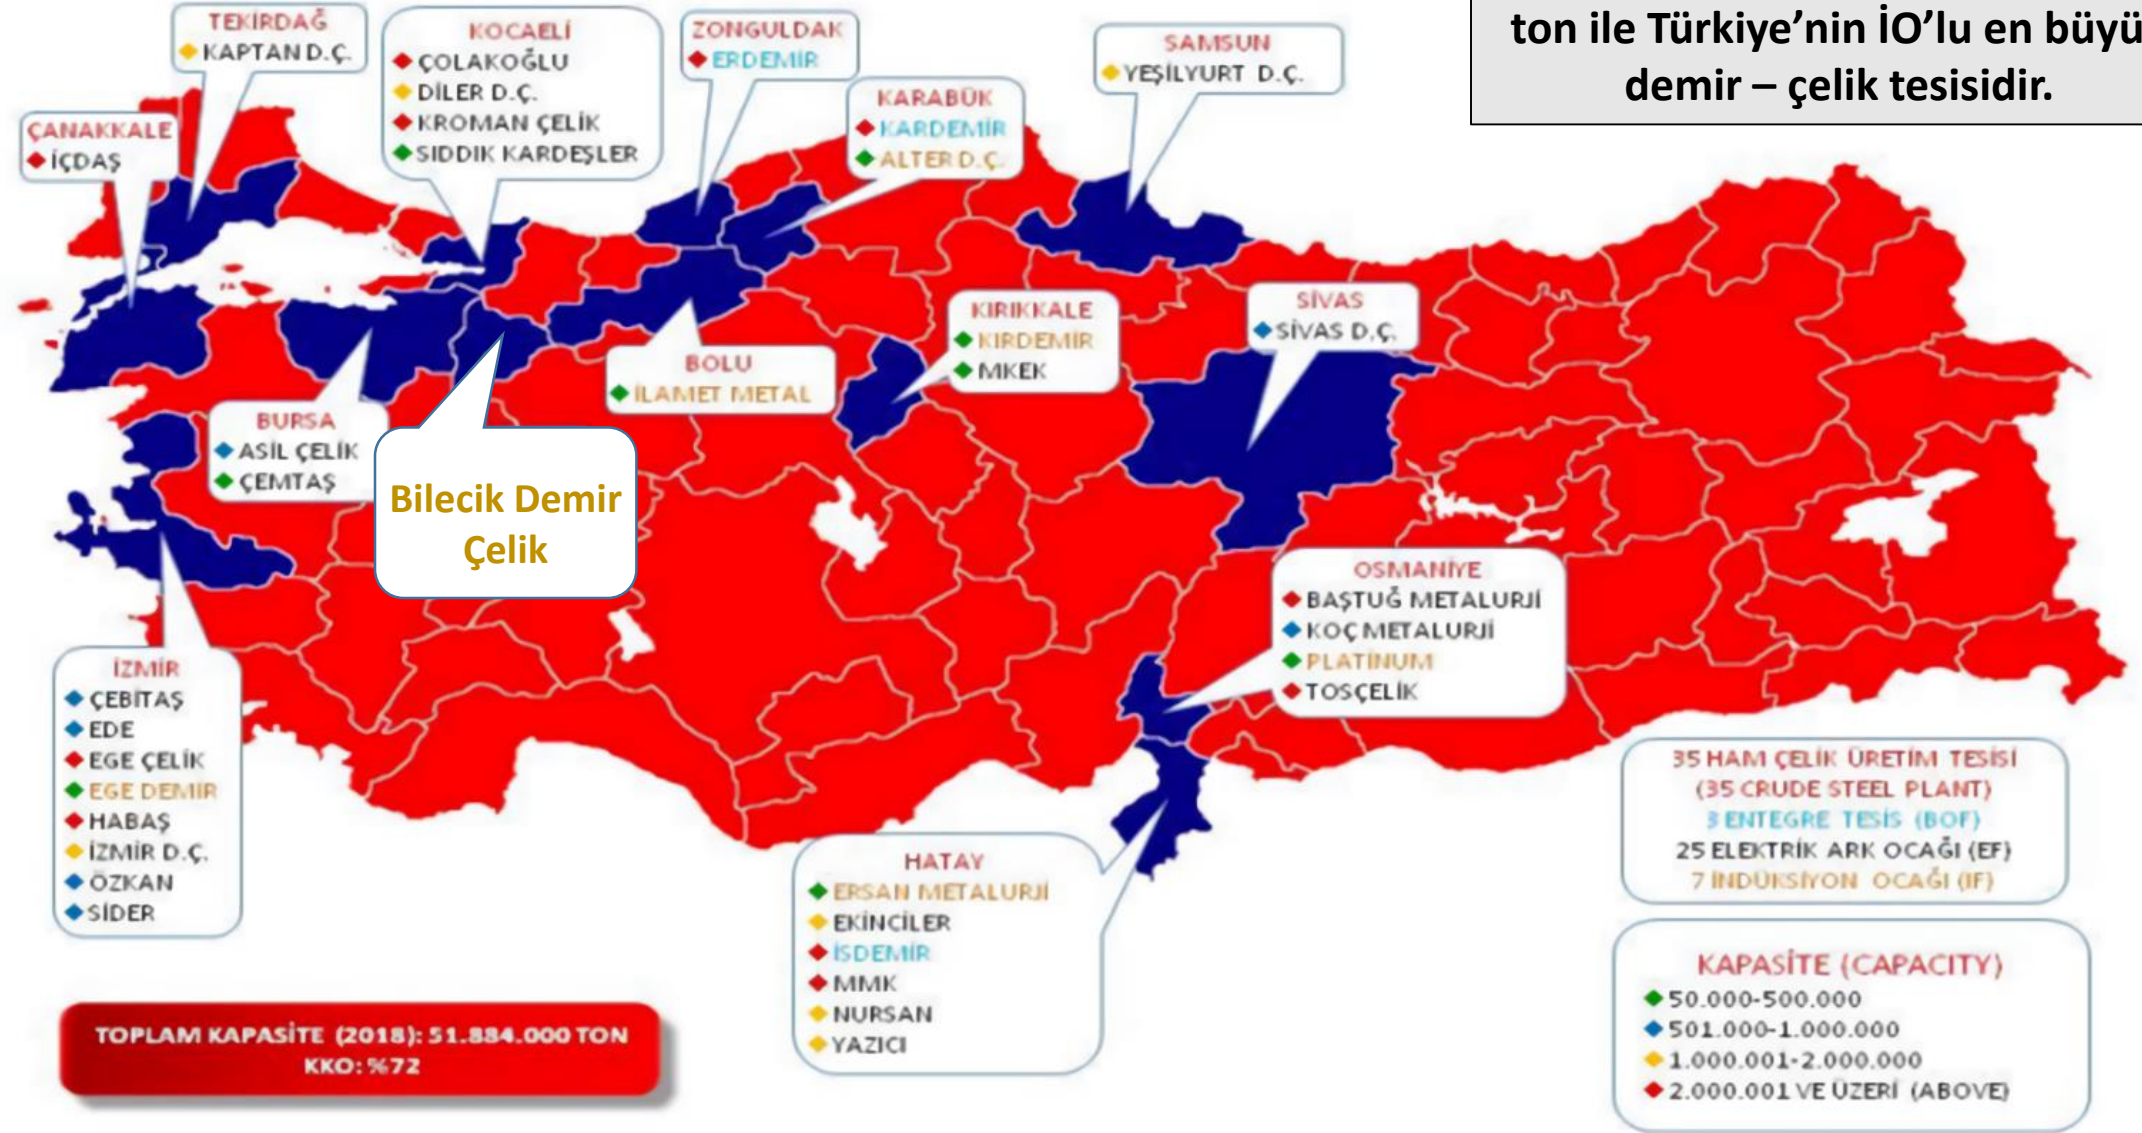 ton ile Türkiye’nin İO’lu en büyü
demir – çelik tesisidir.
TEKİRDAĞ
KAPTAN D.Ç.
KOCAELİ
ÇOLAKOĞLU
DİLER D.Ç.
KROMAN ÇELİK
SIDDIK KARDEŞLER
ZONGULDAK
ERDEMİR
SAMSUN
YEŞİLYURT D.Ç.
KARABÜK
KARDEMİR
ALTER D.Ç.
ÇANAKKALE
İÇDAŞ
KIRIKKALE
KIRDEMİR
MKEK
SİVAS
SİVAS D.Ç.
BOLU
İLAMET METAL
BURSA
ASİL ÇELİK
ÇEMTAŞ
Bilecik Demir
Çelik
OSMANİYE
BAŞTUĞ METALURJİ
KOÇ METALURJİ
PLATİNUM
TOSÇELİK
İZMİR
ÇEBİTAŞ
EDE
EGE ÇELİK
EGE DEMİR
HABAŞ
İZMİR D.Ç.
ÖZKAN
SİDER
HATAY
ERSAN METALURJİ
EKİNCİLER
İSDEMİR
MMK
NURSAN
YAZICI
35 HAM ÇELİK ÜRETİM TESİSİ
(35 CRUDE STEEL PLANT)
3 ENTEGRE TESİS (BOF)
25 ELEKTRİK ARK OCAĞI (EF)
7 İNDÜKSİYON OCAĞI (IF)
KAPASİTE (CAPACITY)
50.000-500.000
501.000-1.000.000
1.000.001-2.000.000
2.000.001 VE ÜZERİ (ABOVE)
TOPLAM KAPASİTE (2018): 51.884.000 TON
KKO: %72